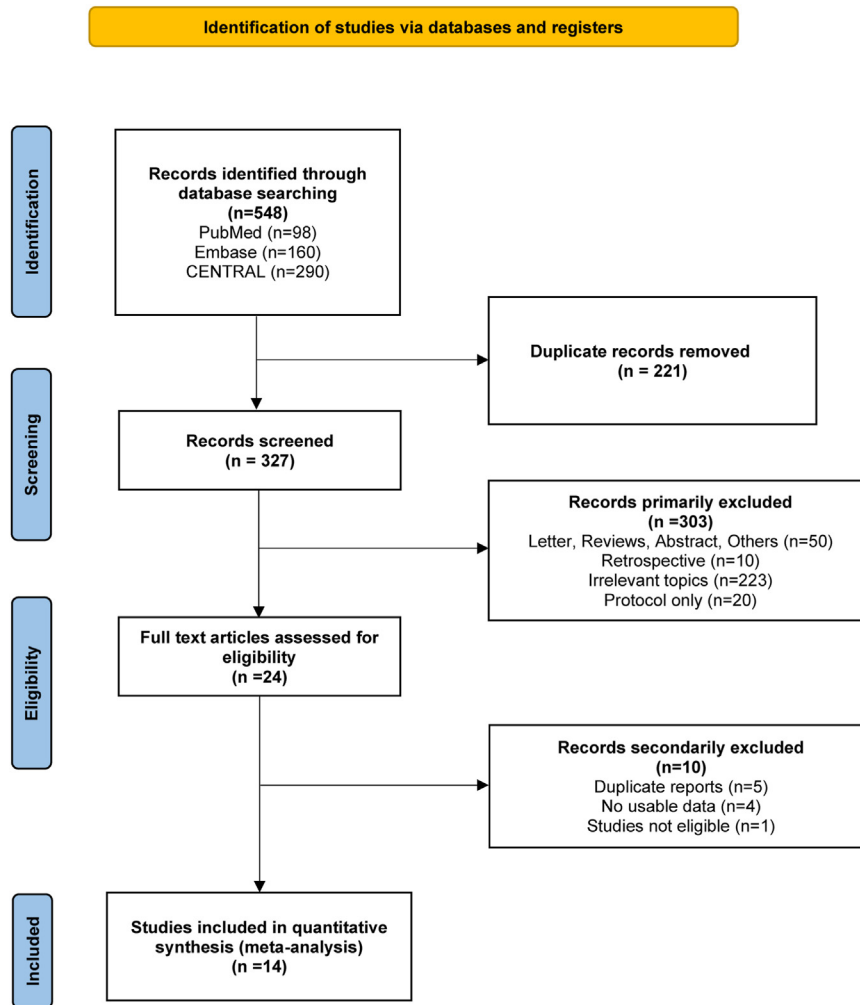 Identification of studies via databases and registers
Identification
Records identified through
database searching
(n=548)
PubMed (n=98)
Embase (n=160)
CENTRAL (n=290)
Duplicate records removed
(n = 221)
Screening
Records screened
(n = 327)
Records primarily excluded
(n =303)
Letter, Reviews, Abstract, Others (n=50)
Retrospective (n=10)
Irrelevant topics (n=223)
Protocol only (n=20)
Eligibility
Full text articles assessed for
eligibility
(n =24)
Records secondarily excluded
(n=10)
Duplicate reports (n=5)
No usable data (n=4)
Studies not eligible (n=1)
Included
Studies included in quantitative
synthesis (meta-analysis)
(n =14)